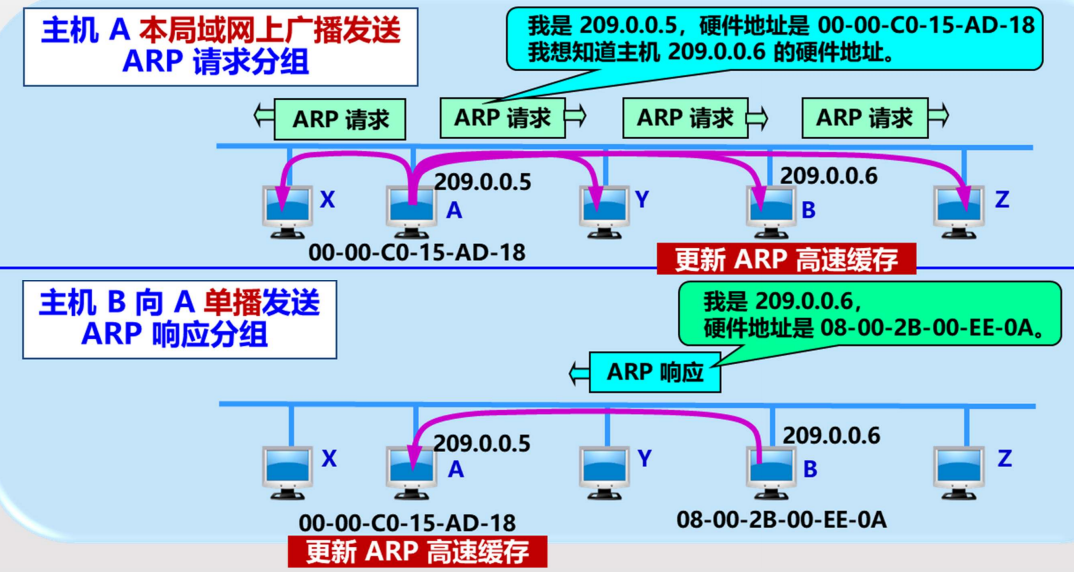 主机 A 本局域网上广播发送
ARP 请求分组
我是 209.0.0.5，硬件地址是 00-00-C0-15-AD-18
我想知道主机 209.0.0.6 的硬件地址。
ARP 请求
ARP 请求
ARP 请求
ARP 请求
X
209.0.0.5
A
Y
209.0.0.6
B
Z
00-00-C0-15-AD-18
更新 ARP 高速缓存
主机 B 向 A 单播发送
ARP 响应分组
我是 209.0.0.6，
硬件地址是 08-00-2B-00-EE-0A。
ARP 响应
X
209.0.0.5
A
Y
209.0.0.6
B
Z
00-00-C0-15-AD-18
08-00-2B-00-EE-0A
更新 ARP 高速缓存